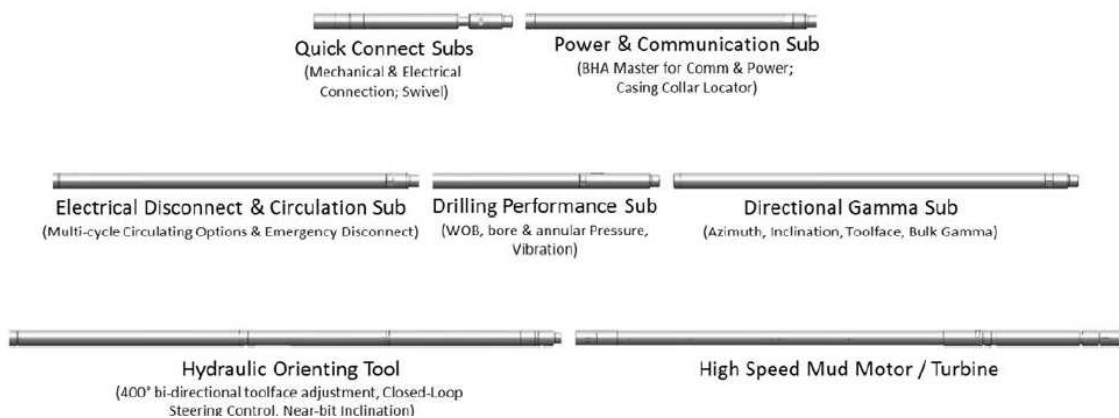 Quick Connect Subs
(Mechanical & Electrical
Connection; Swivel)
Power & Communication Sub
(BHA Master for Comm & Power;
Casing Collar Locator)
Electrical Disconnect & Circulation Sub
(Multi-cycle Circulating Options & Emergency Disconnect)
Drilling Performance Sub
(WOB, bore & annular Pressure,
Vibration)
Directional Gamma Sub
(Azimuth, Inclination, Toolface, Bulk Gamma)
Hydraulic Orienting Tool
(400° bi-directional toolface adjustment, Closed-Loop
Steering Control, Near-bit Inclination)
High Speed Mud Motor / Turbine